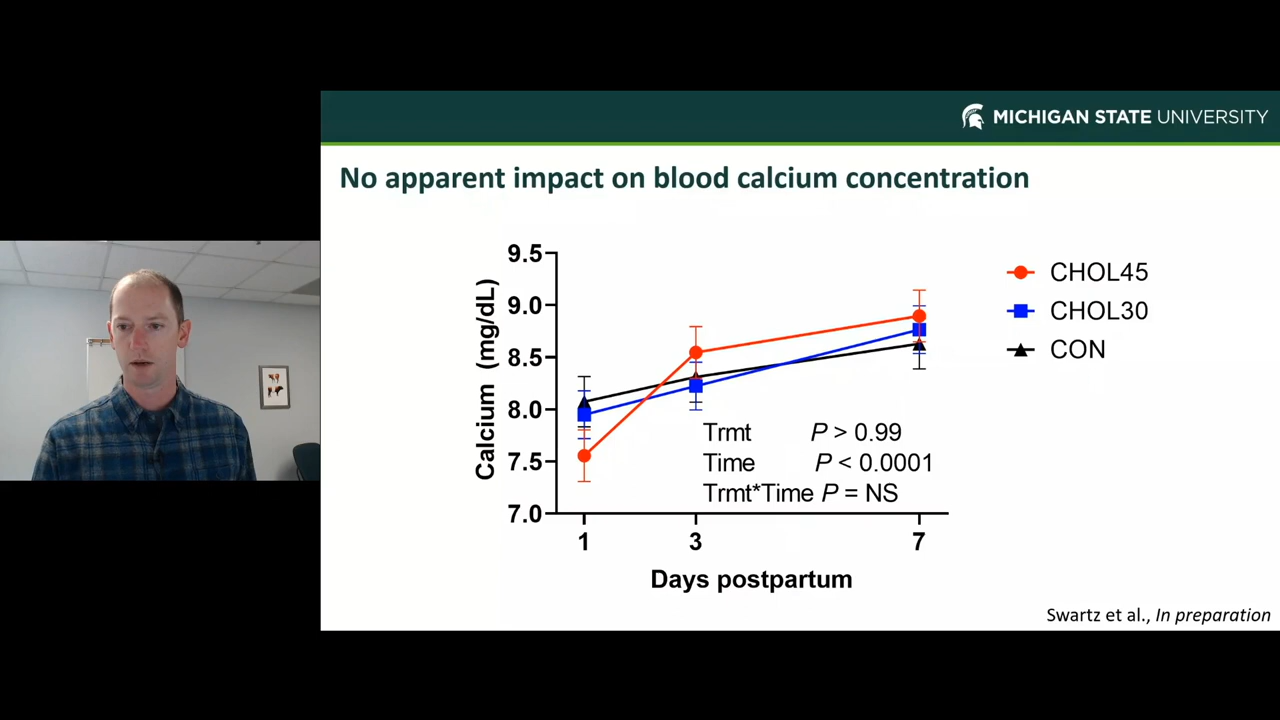 MICHIGAN STATE UNIVERSITY
No apparent impact on blood calcium concentration
9.5
9.0
8.5
8.0
7.5
7.0
Calcium (mg/dL)
1
3
7
Days postpartum
Trmt P > 0.99
Time P < 0.0001
Trmt*Time P = NS
CHOL45
CHOL30
CON
Swartz et al., In preparation